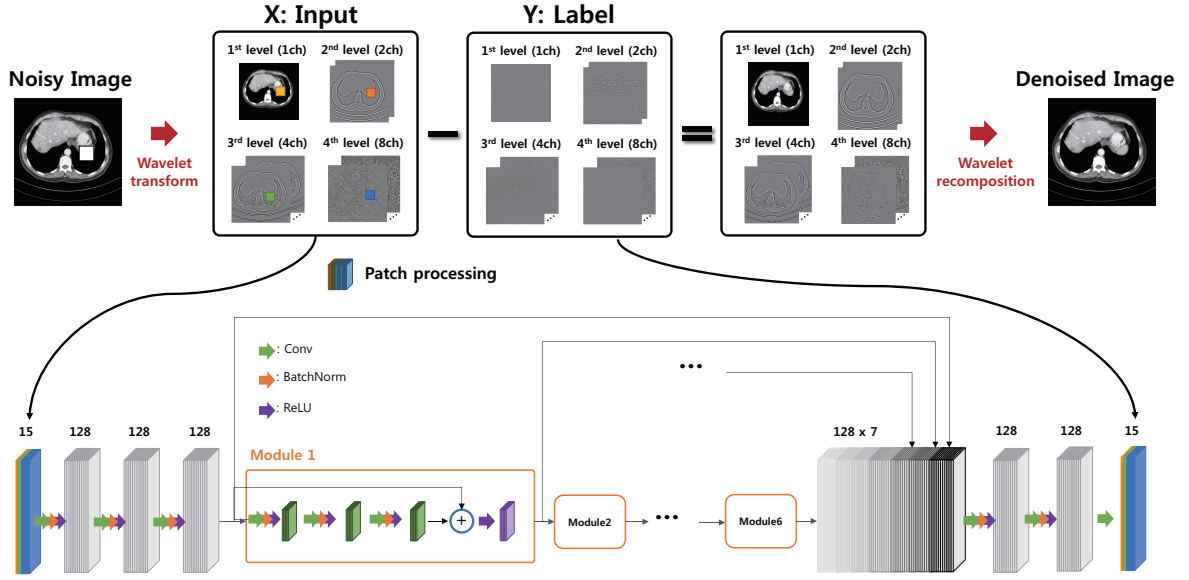 X: Input
Y: Label
1st level (1ch)
2nd level (2ch)
3rd level (4ch)
4th level (8ch)
1st level (1ch)
2nd level (2ch)
3rd level (4ch)
4th level (8ch)
1st level (1ch)
2nd level (2ch)
3rd level (4ch)
4th level (8ch)
Noisy Image
Wavelet
transform
−
=
Denoised Image
Wavelet
recomposition
Patch processing
: Conv
: BatchNorm
: ReLU
15
128
128
128
Module 1
+
Module2
•••
Module6
•••
128 x 7
128
128
15